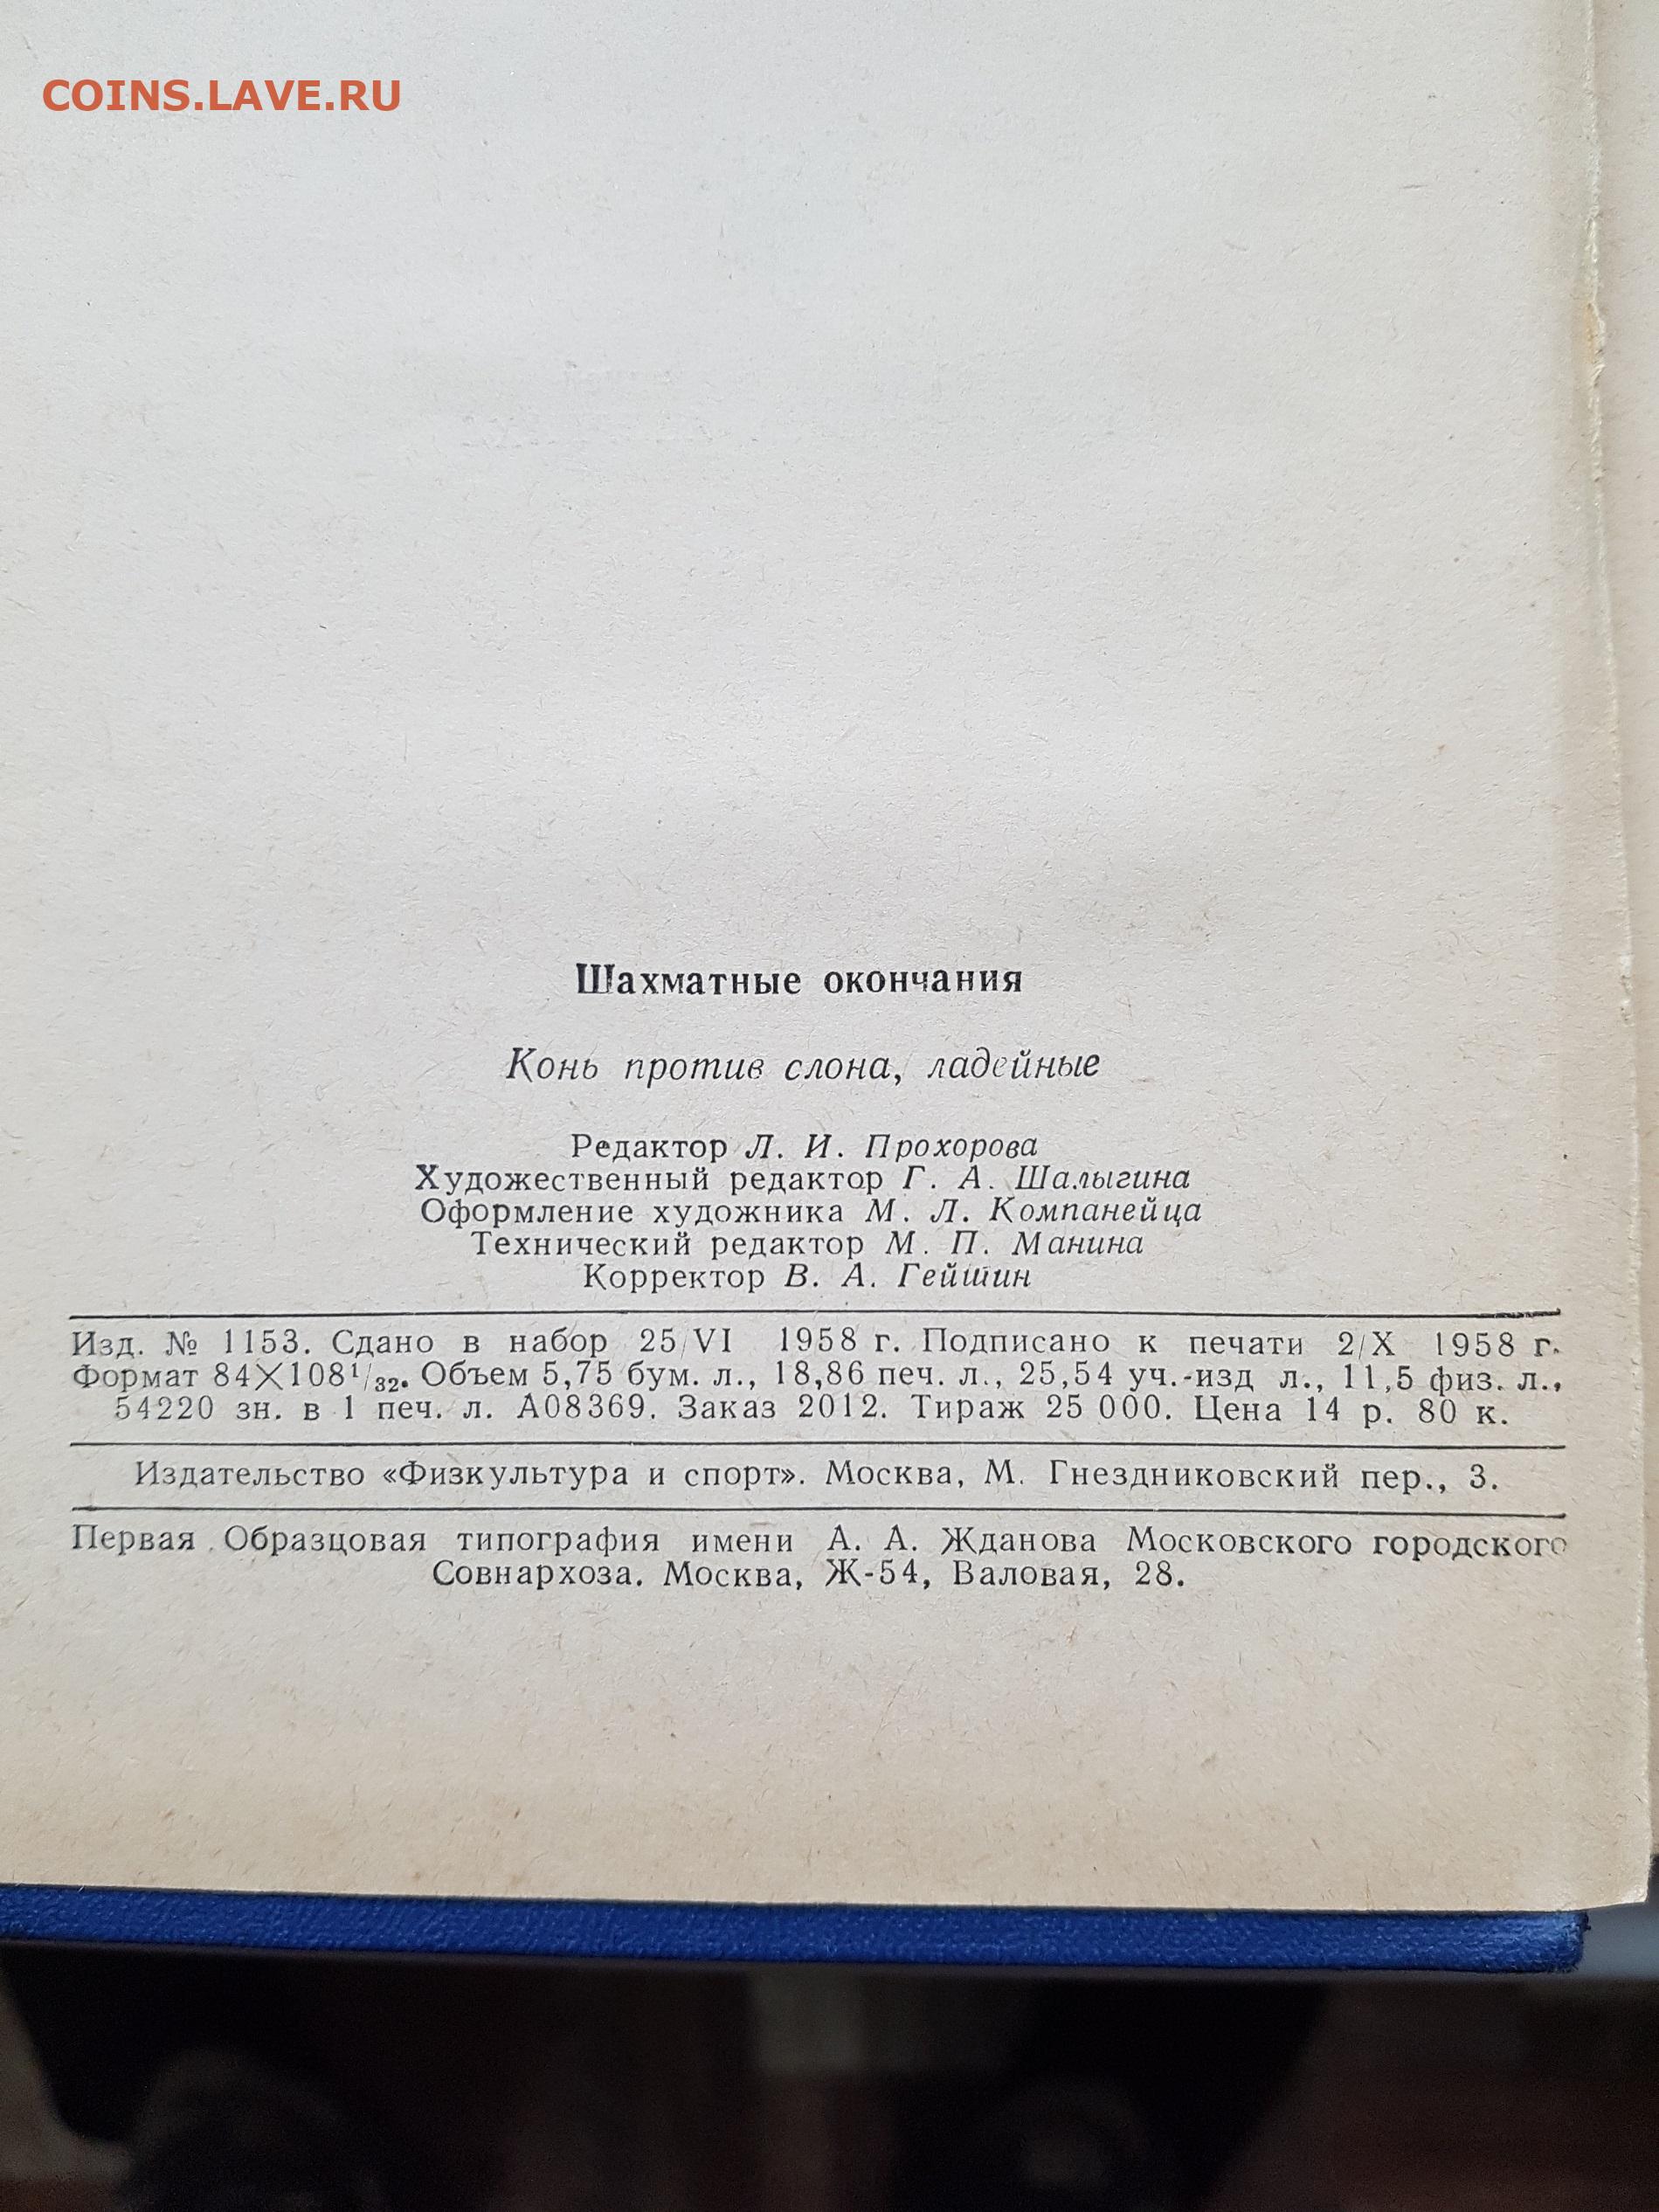 COINS.LAVE.RU
Шахматные окончания
Конь против слона, ладейные
Редактор Л. И. Прохорова
Художественный редактор Г. А. Шалыгина
Оформление художника М. Л. Компанейца
Технический редактор М. П. Манина
Корректор В. А. Гейшин
Изд. № 1153. Сдано в набор 25/VI 1958 г. Подписано к печати 2/X 1958 г.
Формат 84×108¹/₃₂. Объем 5,75 бум. л., 18,86 печ. л., 25,54 уч.-изд л., 11,5 физ. л.,
54220 зн. в 1 печ. л. А08369. Заказ 2012. Тираж 25 000. Цена 14 р. 80 к.
Издательство «Физкультура и спорт». Москва, М. Гнездниковский пер., 3.
Первая Образцовая типография имени А. А. Жданова Московского городского
Совнархоза. Москва, Ж-54, Валовая, 28.